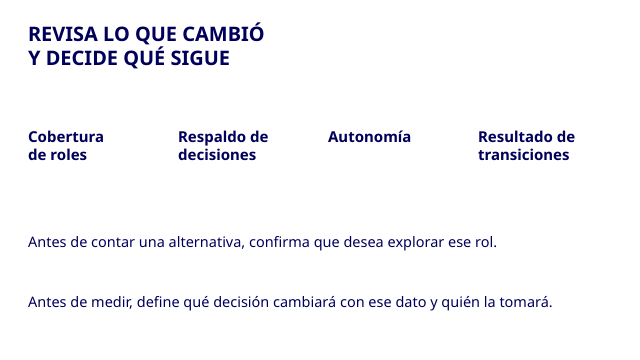 REVISA LO QUE CAMBIÓ
Y DECIDE QUÉ SIGUE
Cobertura
de roles
Respaldo de
decisiones
Autonomía
Resultado de
transiciones
Antes de contar una alternativa, confirma que desea explorar ese rol.
Antes de medir, define qué decisión cambiará con ese dato y quién la tomará.